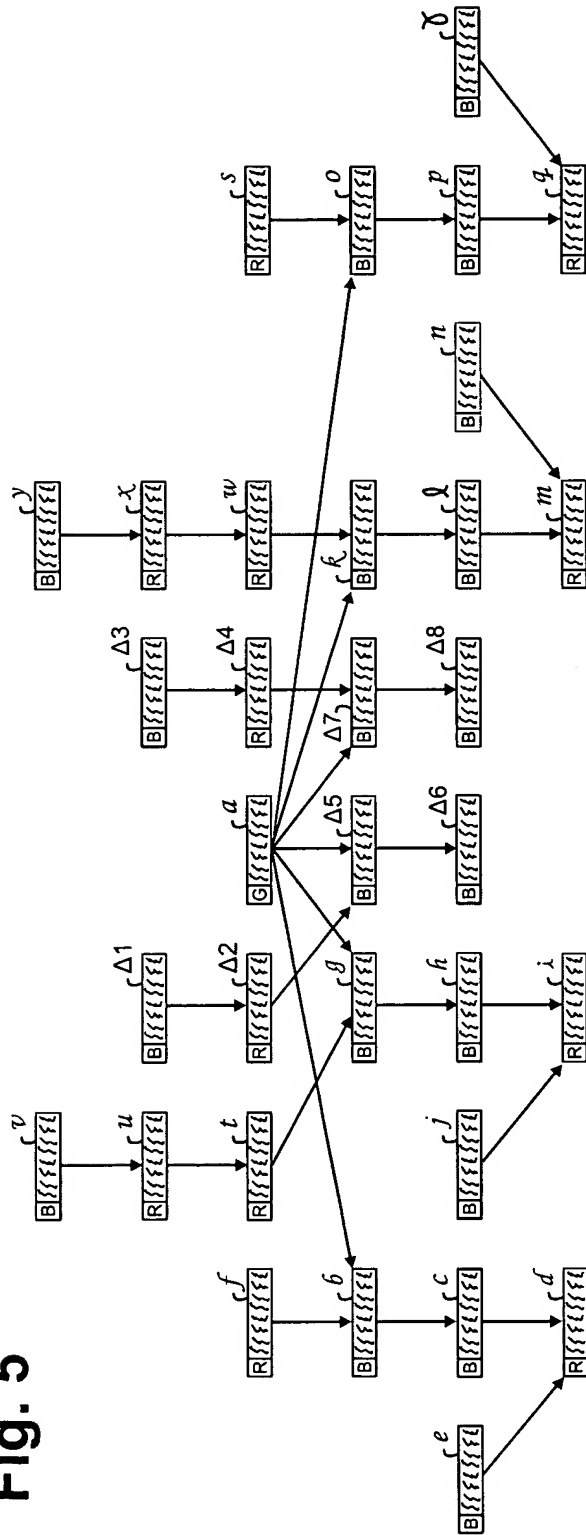 Fig. 5
v y
B B
u Δ1 Δ3 x
R B B R
f t Δ2 a Δ4 w s
R R R G R R R
b g Δ5 Δ7 k o
B B B B B B
e c j h Δ6 Δ8 l n p γ
B B B B B B B B B B
d i m q
R R R R